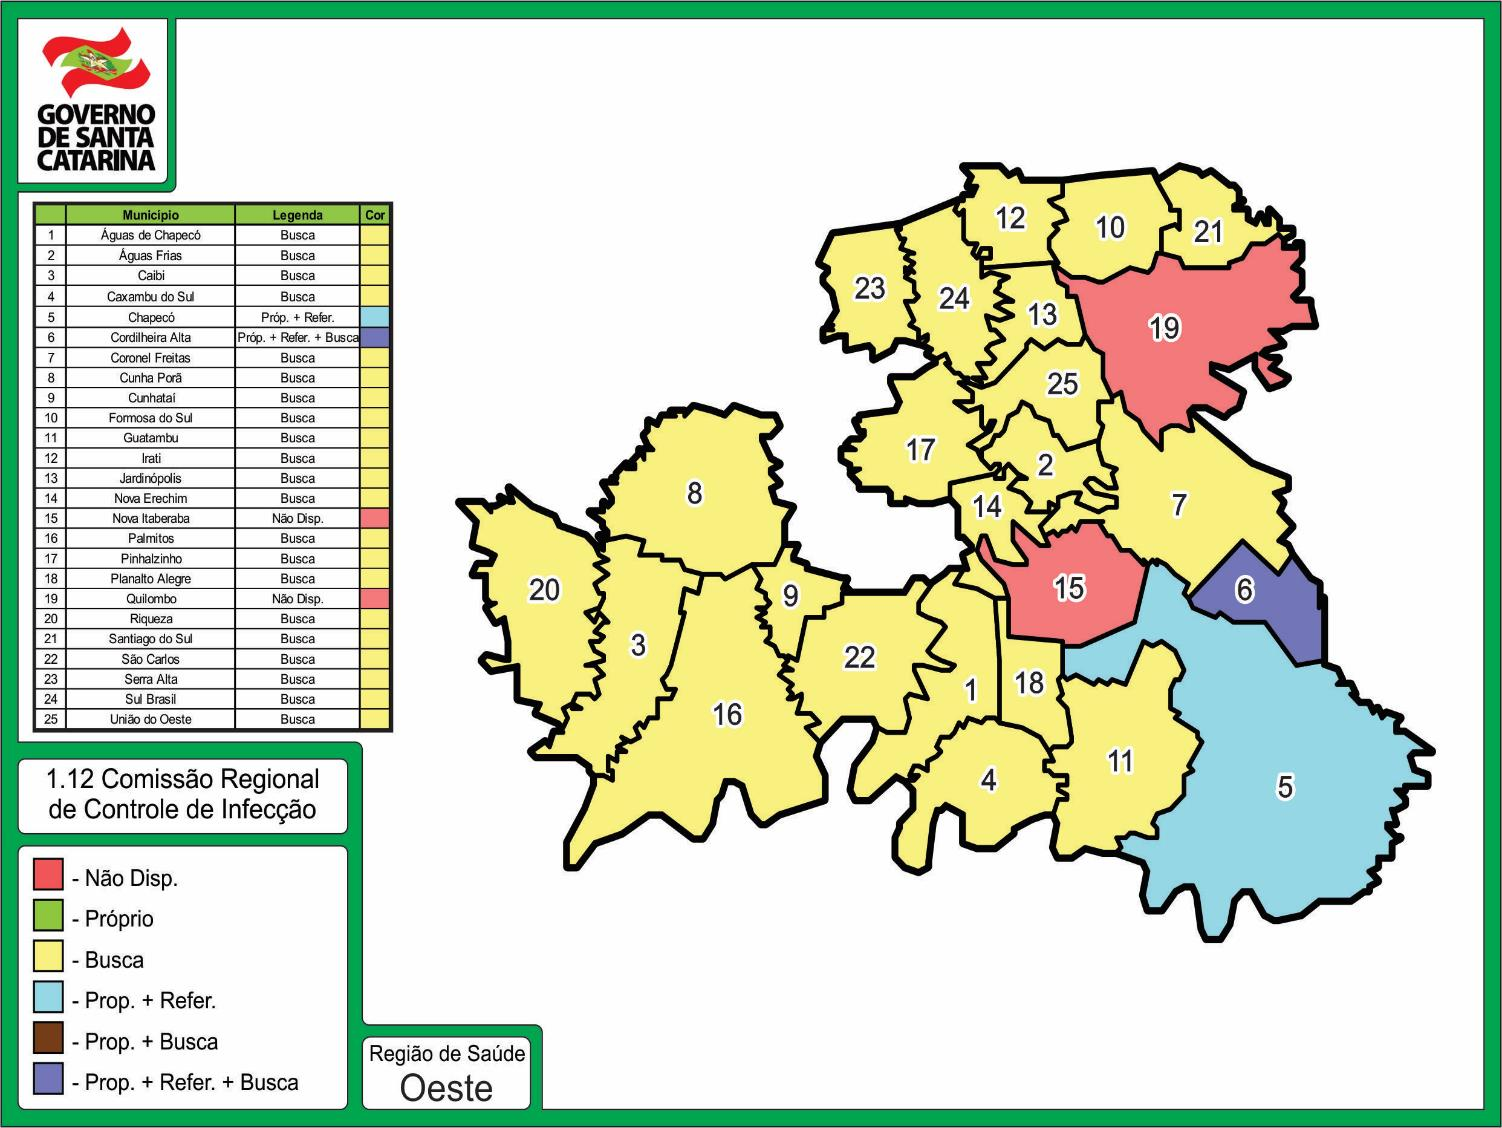 GOVERNO
DE SANTA
CATARINA
Município Legenda Cor
1 Águas de Chapecó Busca
2 Águas Frias Busca
3 Caibi Busca
4 Caxambu do Sul Busca
5 Chapecó Próp. + Refer.
6 Cordilheira Alta Próp. + Refer. + Busca
7 Coronel Freitas Busca
8 Cunha Porã Busca
9 Cunhataí Busca
10 Formosa do Sul Busca
11 Guatambu Busca
12 Irati Busca
13 Jardinópolis Busca
14 Nova Erechim Busca
15 Nova Itaberaba Não Disp.
16 Palmitos Busca
17 Pinhalzinho Busca
18 Planalto Alegre Busca
19 Quilombo Não Disp.
20 Riqueza Busca
21 Santiago do Sul Busca
22 São Carlos Busca
23 Serra Alta Busca
24 Sul Brasil Busca
25 União do Oeste Busca
1.12 Comissão Regional
de Controle de Infecção
- Não Disp.
- Próprio
- Busca
- Prop. + Refer.
- Prop. + Busca
- Prop. + Refer. + Busca
Região de Saúde
Oeste
12
10
21
23
24
13
19
25
17
2
8
14
7
20
9
15
6
3
22
1
18
16
4
11
5